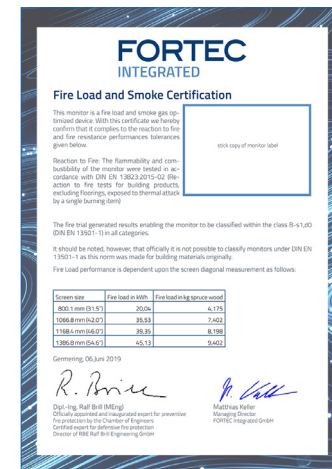 FORTEC
INTEGRATED
Fire Load and Smoke Certification
This monitor is a fire load and smoke gas op-
timized device. With this certificate we hereby
confirm that it complies to the reaction to fire
and fire resistance performances tolerances
given below.
stick copy of monitor label
Reaction to Fire: The flammability and com-
bustibility of the monitor were tested in ac-
cordance with DIN EN 13823:2015-02 (Re-
action to fire tests for building products,
excluding floorings, exposed to thermal attack
by a single burning item)
The fire trial generated results enabling the monitor to be classified within the class B-s1,d0
(DIN EN 13501-1) in all categories.
It should be noted, however, that officially it is not possible to classify monitors under DIN EN
13501-1 as this norm was made for building materials originally.
Fire Load performance is dependent upon the screen diagonal measurement as follows:
Screen size Fire load in kWh Fire load in kg spruce wood
800.1 mm (31.5") 20,04 4,175
1066.8 mm (42.0") 35,53 7,402
1168.4 mm (46.0") 39,35 8,198
1386.8 mm (54.6") 45,13 9,402
Germering, 06.Juni 2019
R. Brill
Dipl.-Ing. Ralf Brill (MEng)
Officially appointed and inaugurated expert for preventive
fire protection by the Chamber of Engineers
Certified expert for defensive fire protection
Director of RBE Ralf Brill Engineering GmbH
Matthias Keller
Managing Director
FORTEC Integrated GmbH